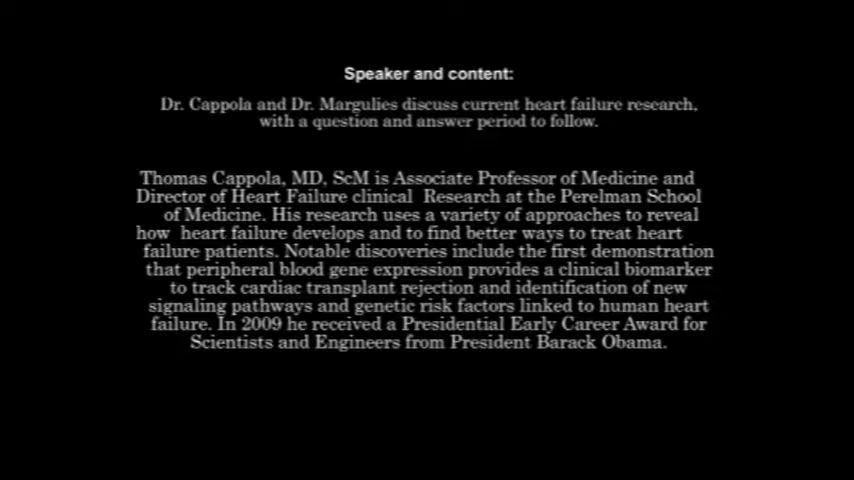 Speaker and content:
Dr. Cappola and Dr. Margulies discuss current heart failure research,
with a question and answer period to follow.
Thomas Cappola, MD, ScM is Associate Professor of Medicine and
Director of Heart Failure clinical Research at the Perelman School
of Medicine. His research uses a variety of approaches to reveal
how heart failure develops and to find better ways to treat heart
failure patients. Notable discoveries include the first demonstration
that peripheral blood gene expression provides a clinical biomarker
to track cardiac transplant rejection and identification of new
signaling pathways and genetic risk factors linked to human heart
failure. In 2009 he received a Presidential Early Career Award for
Scientists and Engineers from President Barack Obama.